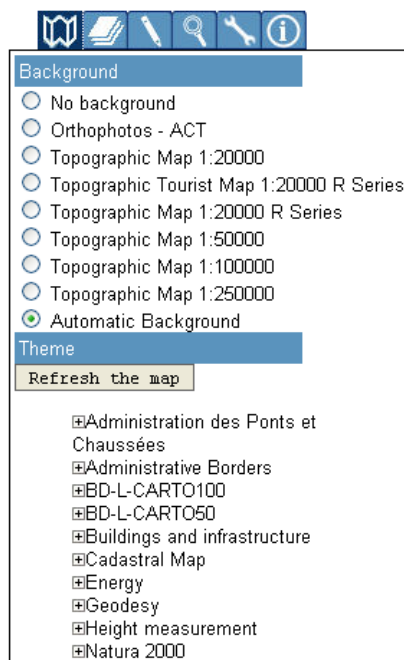 Background
No background
Orthophotos - ACT
Topographic Map 1:20000
Topographic Tourist Map 1:20000 R Series
Topographic Map 1:20000 R Series
Topographic Map 1:50000
Topographic Map 1:100000
Topographic Map 1:250000
Automatic Background
Theme
Refresh the map
Administration des Ponts et
Chaussées
Administrative Borders
BD-L-CARTO100
BD-L-CARTO50
Buildings and infrastructure
Cadastral Map
Energy
Geodesy
Height measurement
Natura 2000